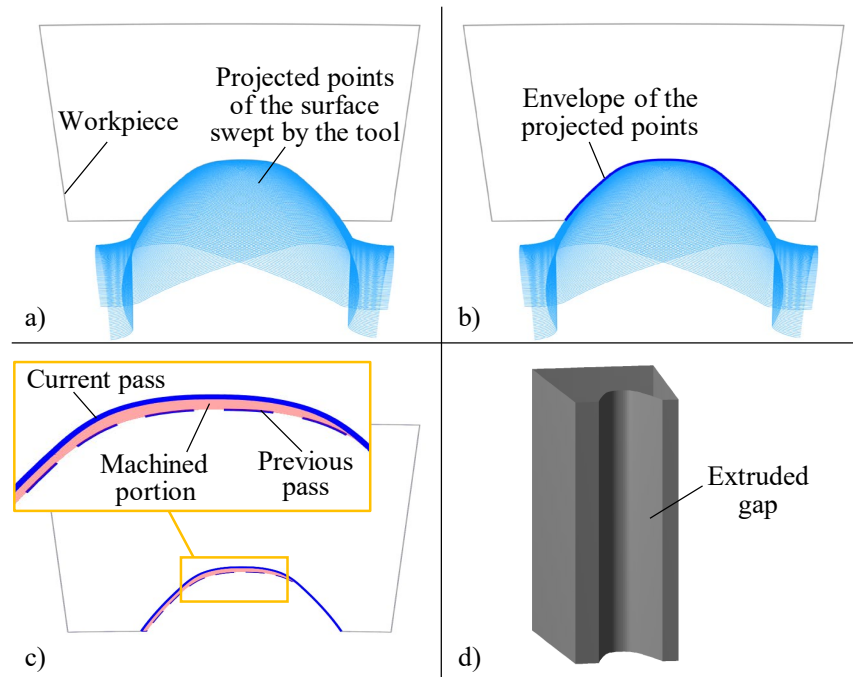 Projected points
of the surface
swept by the tool
Workpiece
a)
Envelope of the
projected points
b)
Current pass
Machined
portion
Previous
pass
c)
Extruded
gap
d)